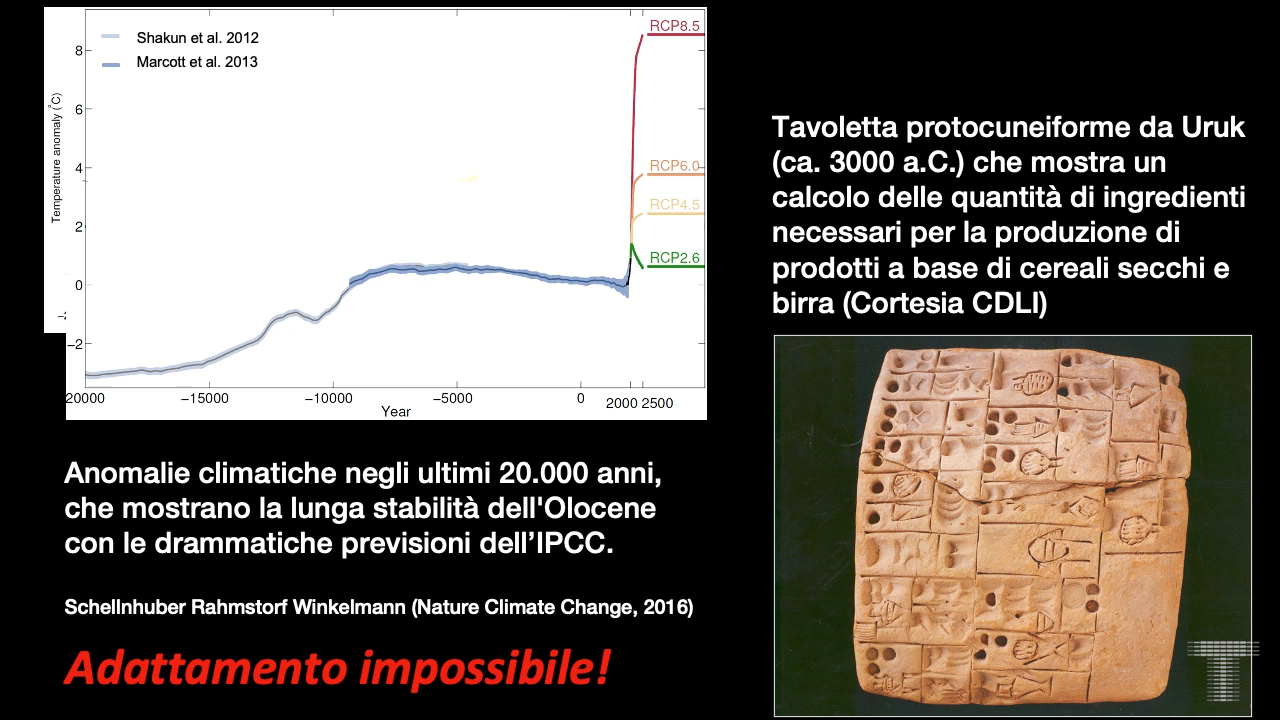 RCP8.5
Shakun et al. 2012
Marcott et al. 2013
8
6
4
2
0
−2
Temperature anomaly (°C)
RCP6.0
RCP4.5
RCP2.6
20000
−15000
−10000
−5000
0
2000 2500
Year
Anomalie climatiche negli ultimi 20.000 anni,
che mostrano la lunga stabilità dell'Olocene
con le drammatiche previsioni dell’IPCC.
Schellnhuber Rahmstorf Winkelmann (Nature Climate Change, 2016)
Adattamento impossibile!
Tavoletta protocuneiforme da Uruk
(ca. 3000 a.C.) che mostra un
calcolo delle quantità di ingredienti
necessari per la produzione di
prodotti a base di cereali secchi e
birra (Cortesia CDLI)
T